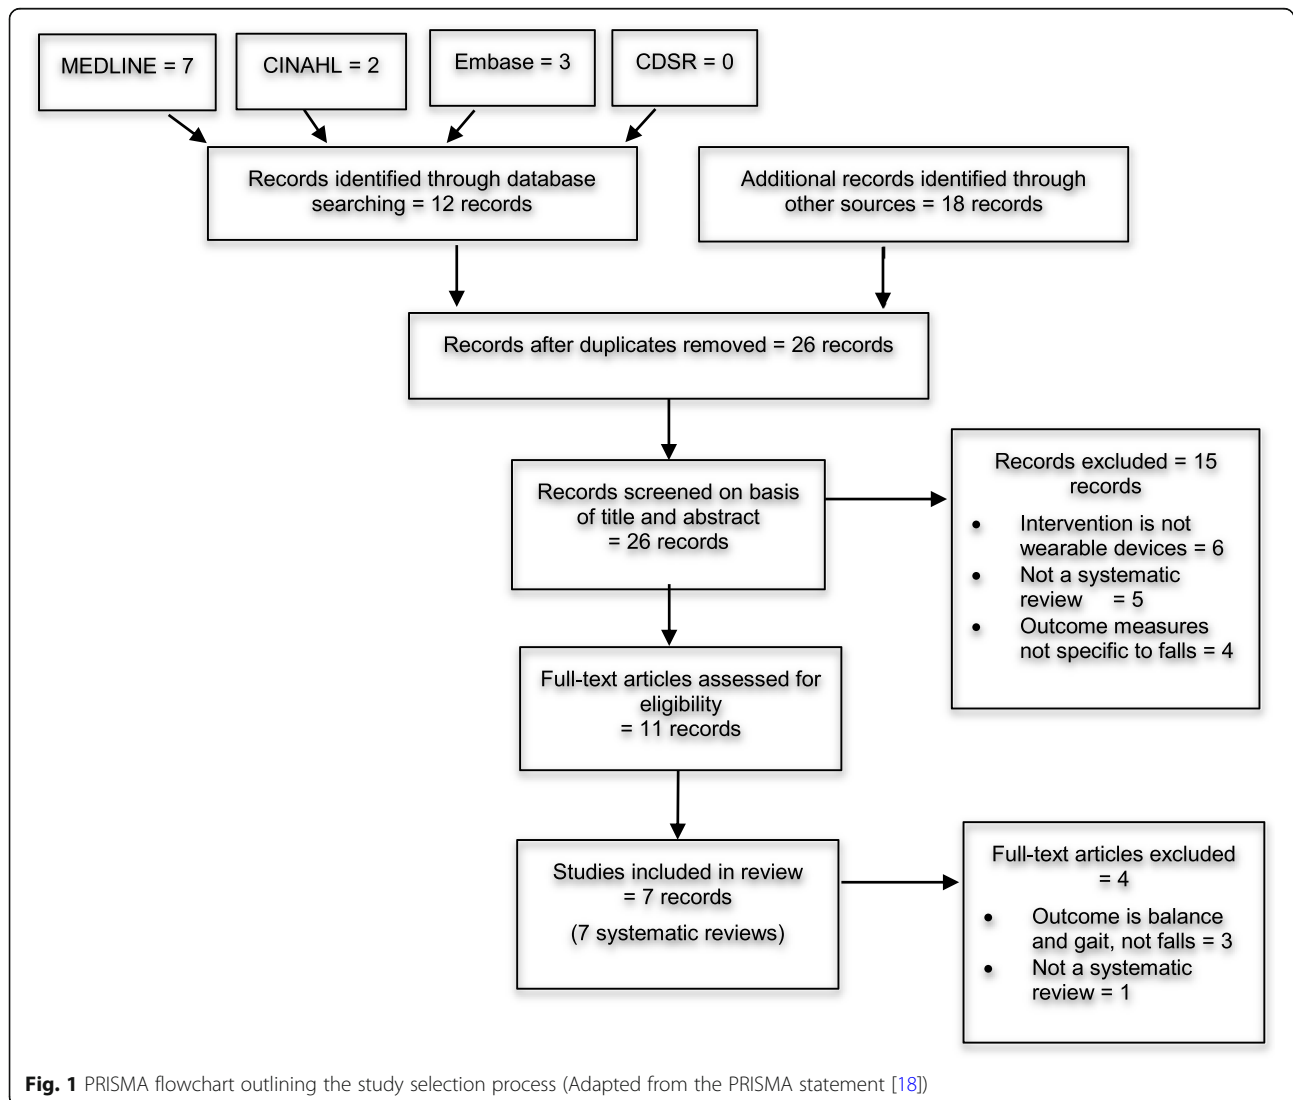 MEDLINE = 7
CINAHL = 2
Embase = 3
CDSR = 0
Records identified through database
searching = 12 records
Additional records identified through
other sources = 18 records
Records after duplicates removed = 26 records
Records screened on basis
of title and abstract
= 26 records
Records excluded = 15
records
• Intervention is not
wearable devices = 6
• Not a systematic
review = 5
• Outcome measures
not specific to falls = 4
Full-text articles assessed for
eligibility
= 11 records
Studies included in review
= 7 records
(7 systematic reviews)
Full-text articles excluded
= 4
• Outcome is balance
and gait, not falls = 3
• Not a systematic
review = 1
Fig. 1 PRISMA flowchart outlining the study selection process (Adapted from the PRISMA statement [18])